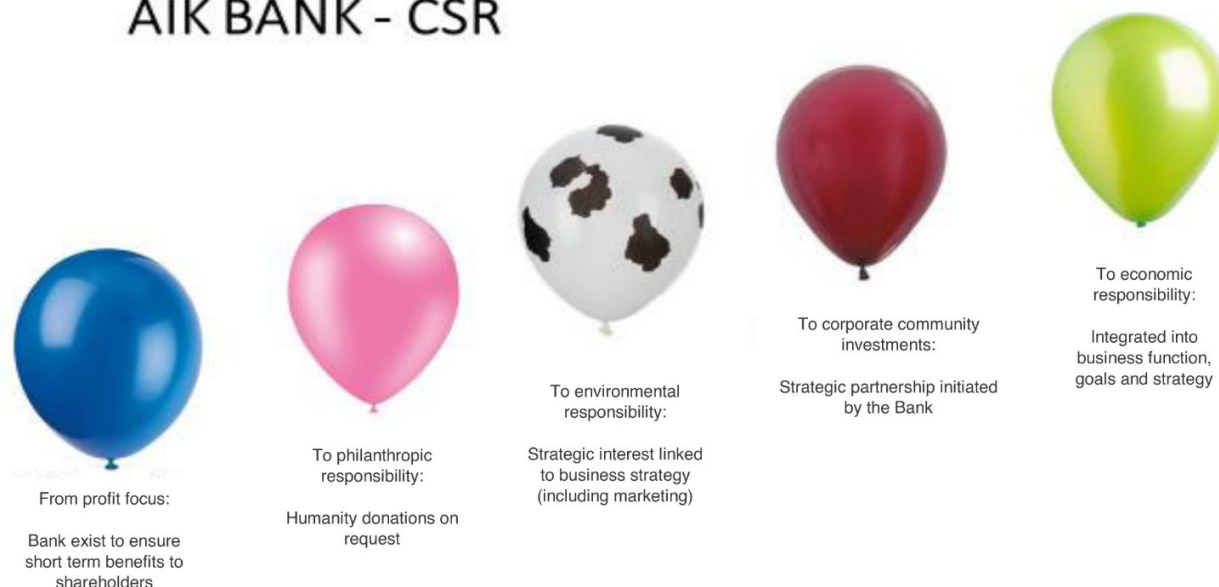 AIK BANK - CSR
From profit focus:
Bank exist to ensure
short term benefits to
shareholders
To philanthropic
responsibility:
Humanity donations on
request
To environmental
responsibility:
Strategic interest linked
to business strategy
(including marketing)
To corporate community
investments:
Strategic partnership initiated
by the Bank
To economic
responsibility:
Integrated into
business function,
goals and strategy